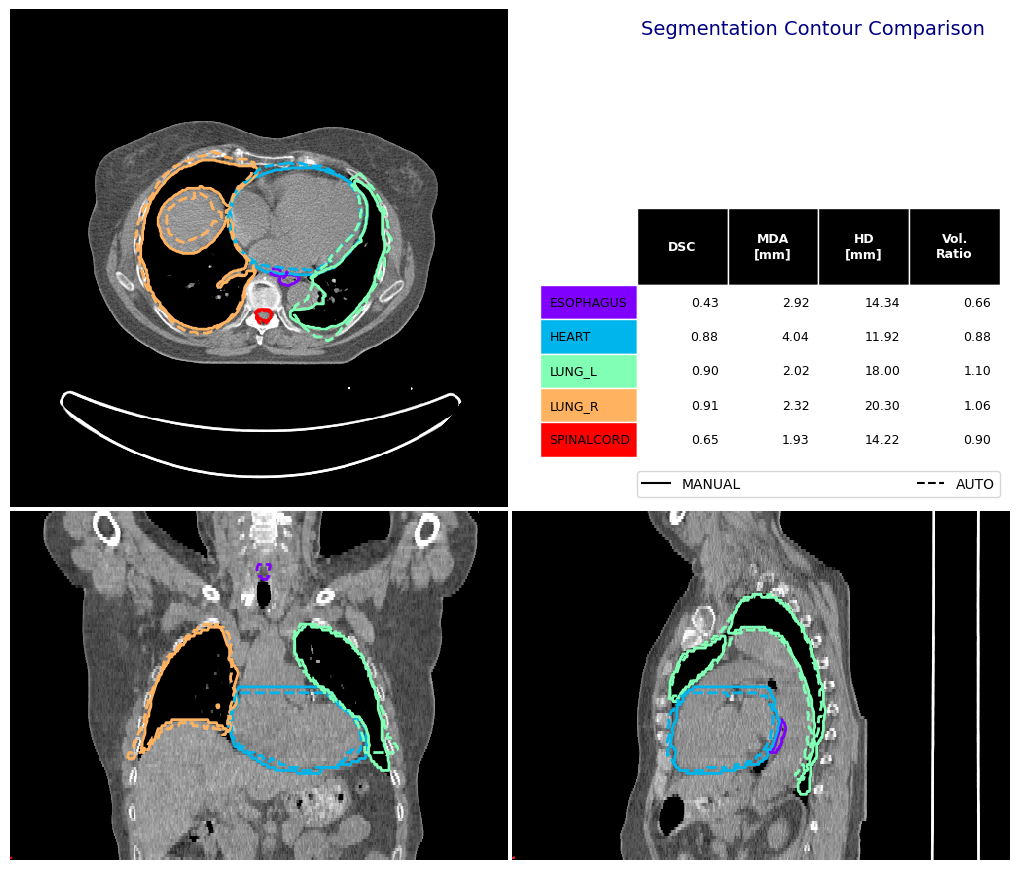 Segmentation Contour Comparison
DSC MDA [mm] HD [mm] Vol. Ratio
ESOPHAGUS 0.43 2.92 14.34 0.66
HEART 0.88 4.04 11.92 0.88
LUNG_L 0.90 2.02 18.00 1.10
LUNG_R 0.91 2.32 20.30 1.06
SPINALCORD 0.65 1.93 14.22 0.90
MANUAL AUTO